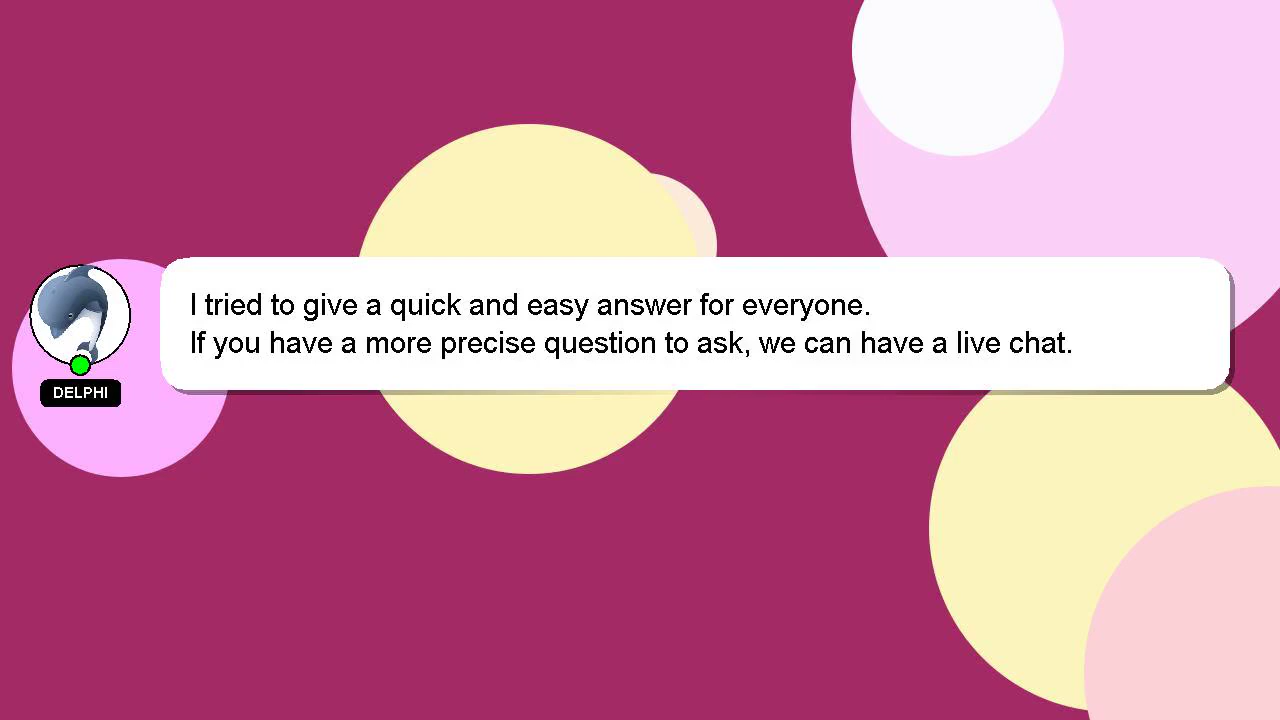 I tried to give a quick and easy answer for everyone.
If you have a more precise question to ask, we can have a live chat.
DELPHI